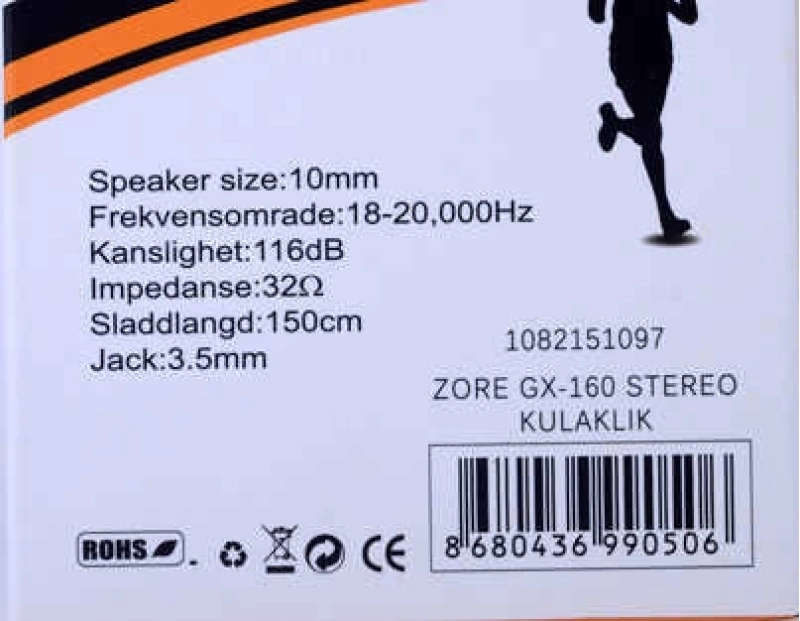 Speaker size:10mm
Frekvensomrade:18-20,000Hz
Kanslighet:116dB
Impedanse:32Ω
Sladdlangd:150cm
Jack:3.5mm
1082151097
ZORE GX-160 STEREO
KULAKLIK
8 680436 990506
ROHS
CE